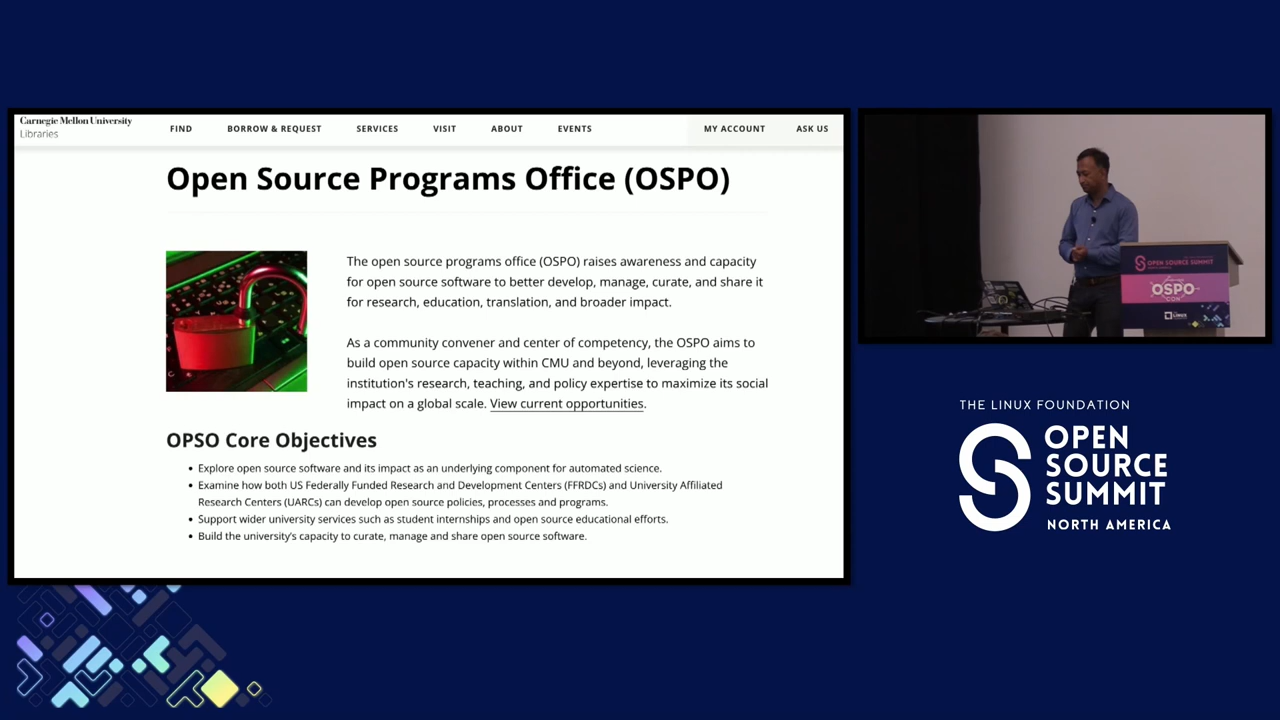 Carnegie Mellon University
Libraries
FIND BORROW & REQUEST SERVICES VISIT ABOUT EVENTS MY ACCOUNT ASK US
Open Source Programs Office (OSPO)
The open source programs office (OSPO) raises awareness and capacity
for open source software to better develop, manage, curate, and share it
for research, education, translation, and broader impact.
As a community convener and center of competency, the OSPO aims to
build open source capacity within CMU and beyond, leveraging the
institution's research, teaching, and policy expertise to maximize its social
impact on a global scale. View current opportunities.
OPSO Core Objectives
• Explore open source software and its impact as an underlying component for automated science.
• Examine how both US Federally Funded Research and Development Centers (FFRDCs) and University Affiliated
Research Centers (UARCs) can develop open source policies, processes and programs.
• Support wider university services such as student internships and open source educational efforts.
• Build the university's capacity to curate, manage and share open source software.
OPEN SOURCE SUMMIT
OSPO
CON
LINUX
THE LINUX FOUNDATION
OPEN
SOURCE
SUMMIT
NORTH AMERICA